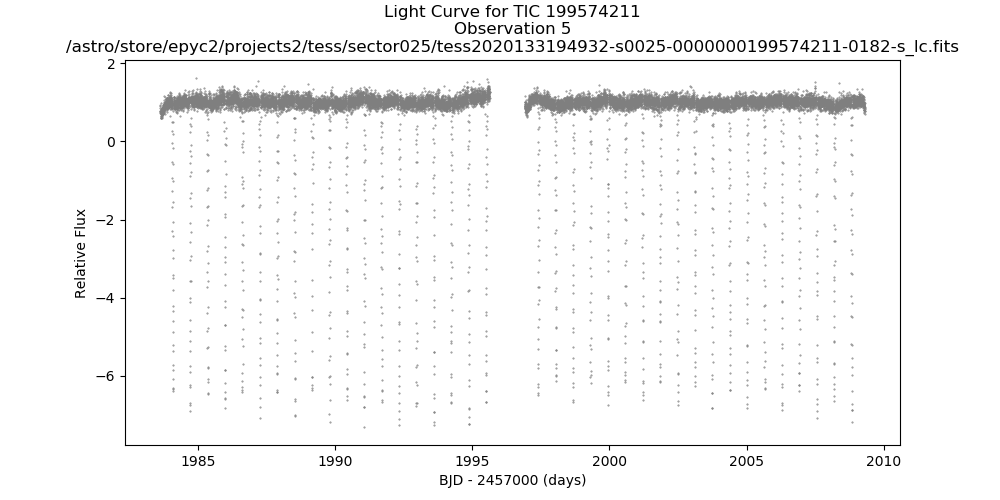 Light Curve for TIC 199574211
Observation 5
/astro/store/epyc2/projects2/tess/sector025/tess2020133194932-s0025-0000000199574211-0182-s_lc.fits
2
0
−2
−4
−6
Relative Flux
1985
1990
1995
2000
2005
2010
BJD - 2457000 (days)